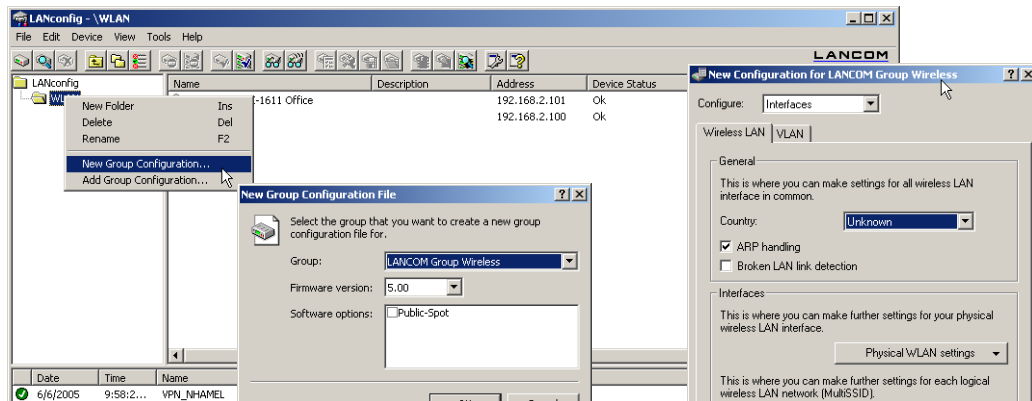 LANconfig - \WLAN
File Edit Device View Tools Help
LANCOM
LANconfig
Name Description Address Device Status
-1611 Office 192.168.2.101 Ok
192.168.2.100 Ok
New Folder Ins
Delete Del
Rename F2
New Group Configuration...
Add Group Configuration...
New Group Configuration File
Select the group that you want to create a new group
configuration file for.
Group: LANCOM Group Wireless
Firmware version: 5.00
Software options: Public-Spot
Date Time Name
6/6/2005 9:58:2... VPN_NHAMEL
New Configuration for LANCOM Group Wireless
Configure: Interfaces
Wireless LAN VLAN
General
This is where you can make settings for all wireless LAN
interface in common.
Country: Unknown
ARP handling
Broken LAN link detection
Interfaces
This is where you can make further settings for your physical
wireless LAN interface.
Physical WLAN settings
This is where you can make further settings for each logical
wireless LAN network (MultiSSID).